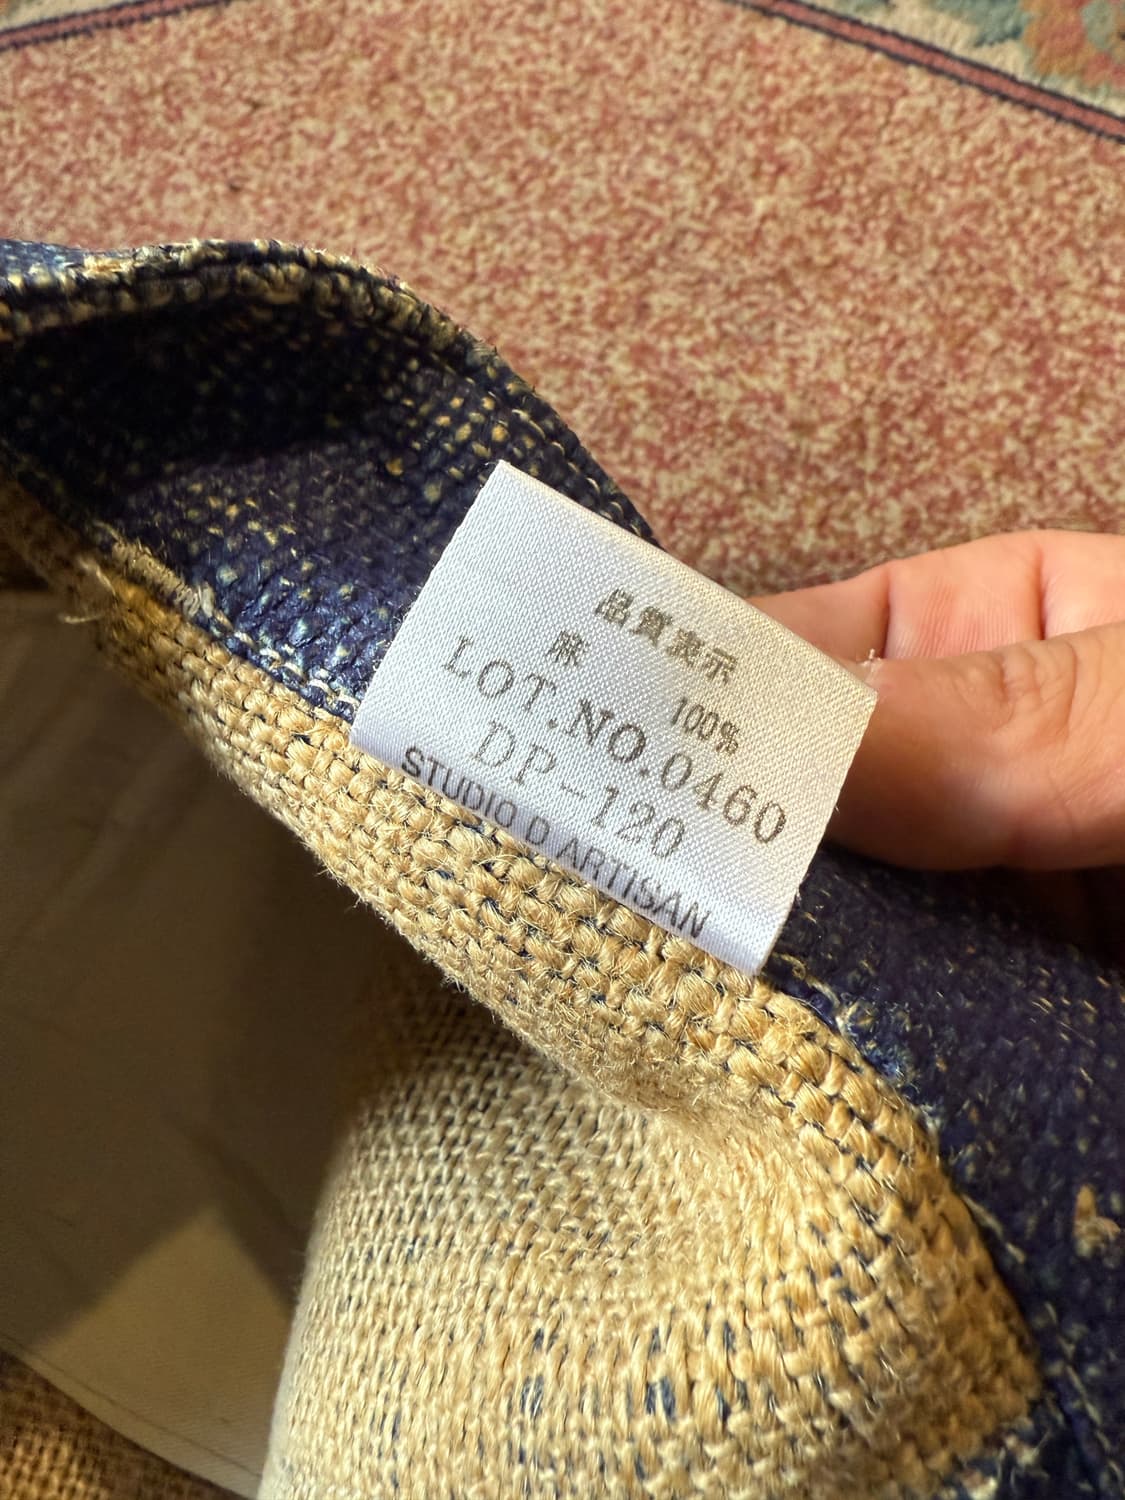 品質表示
麻 100%
LOT.NO.0460
DP-120
STUDIO D ARTISAN